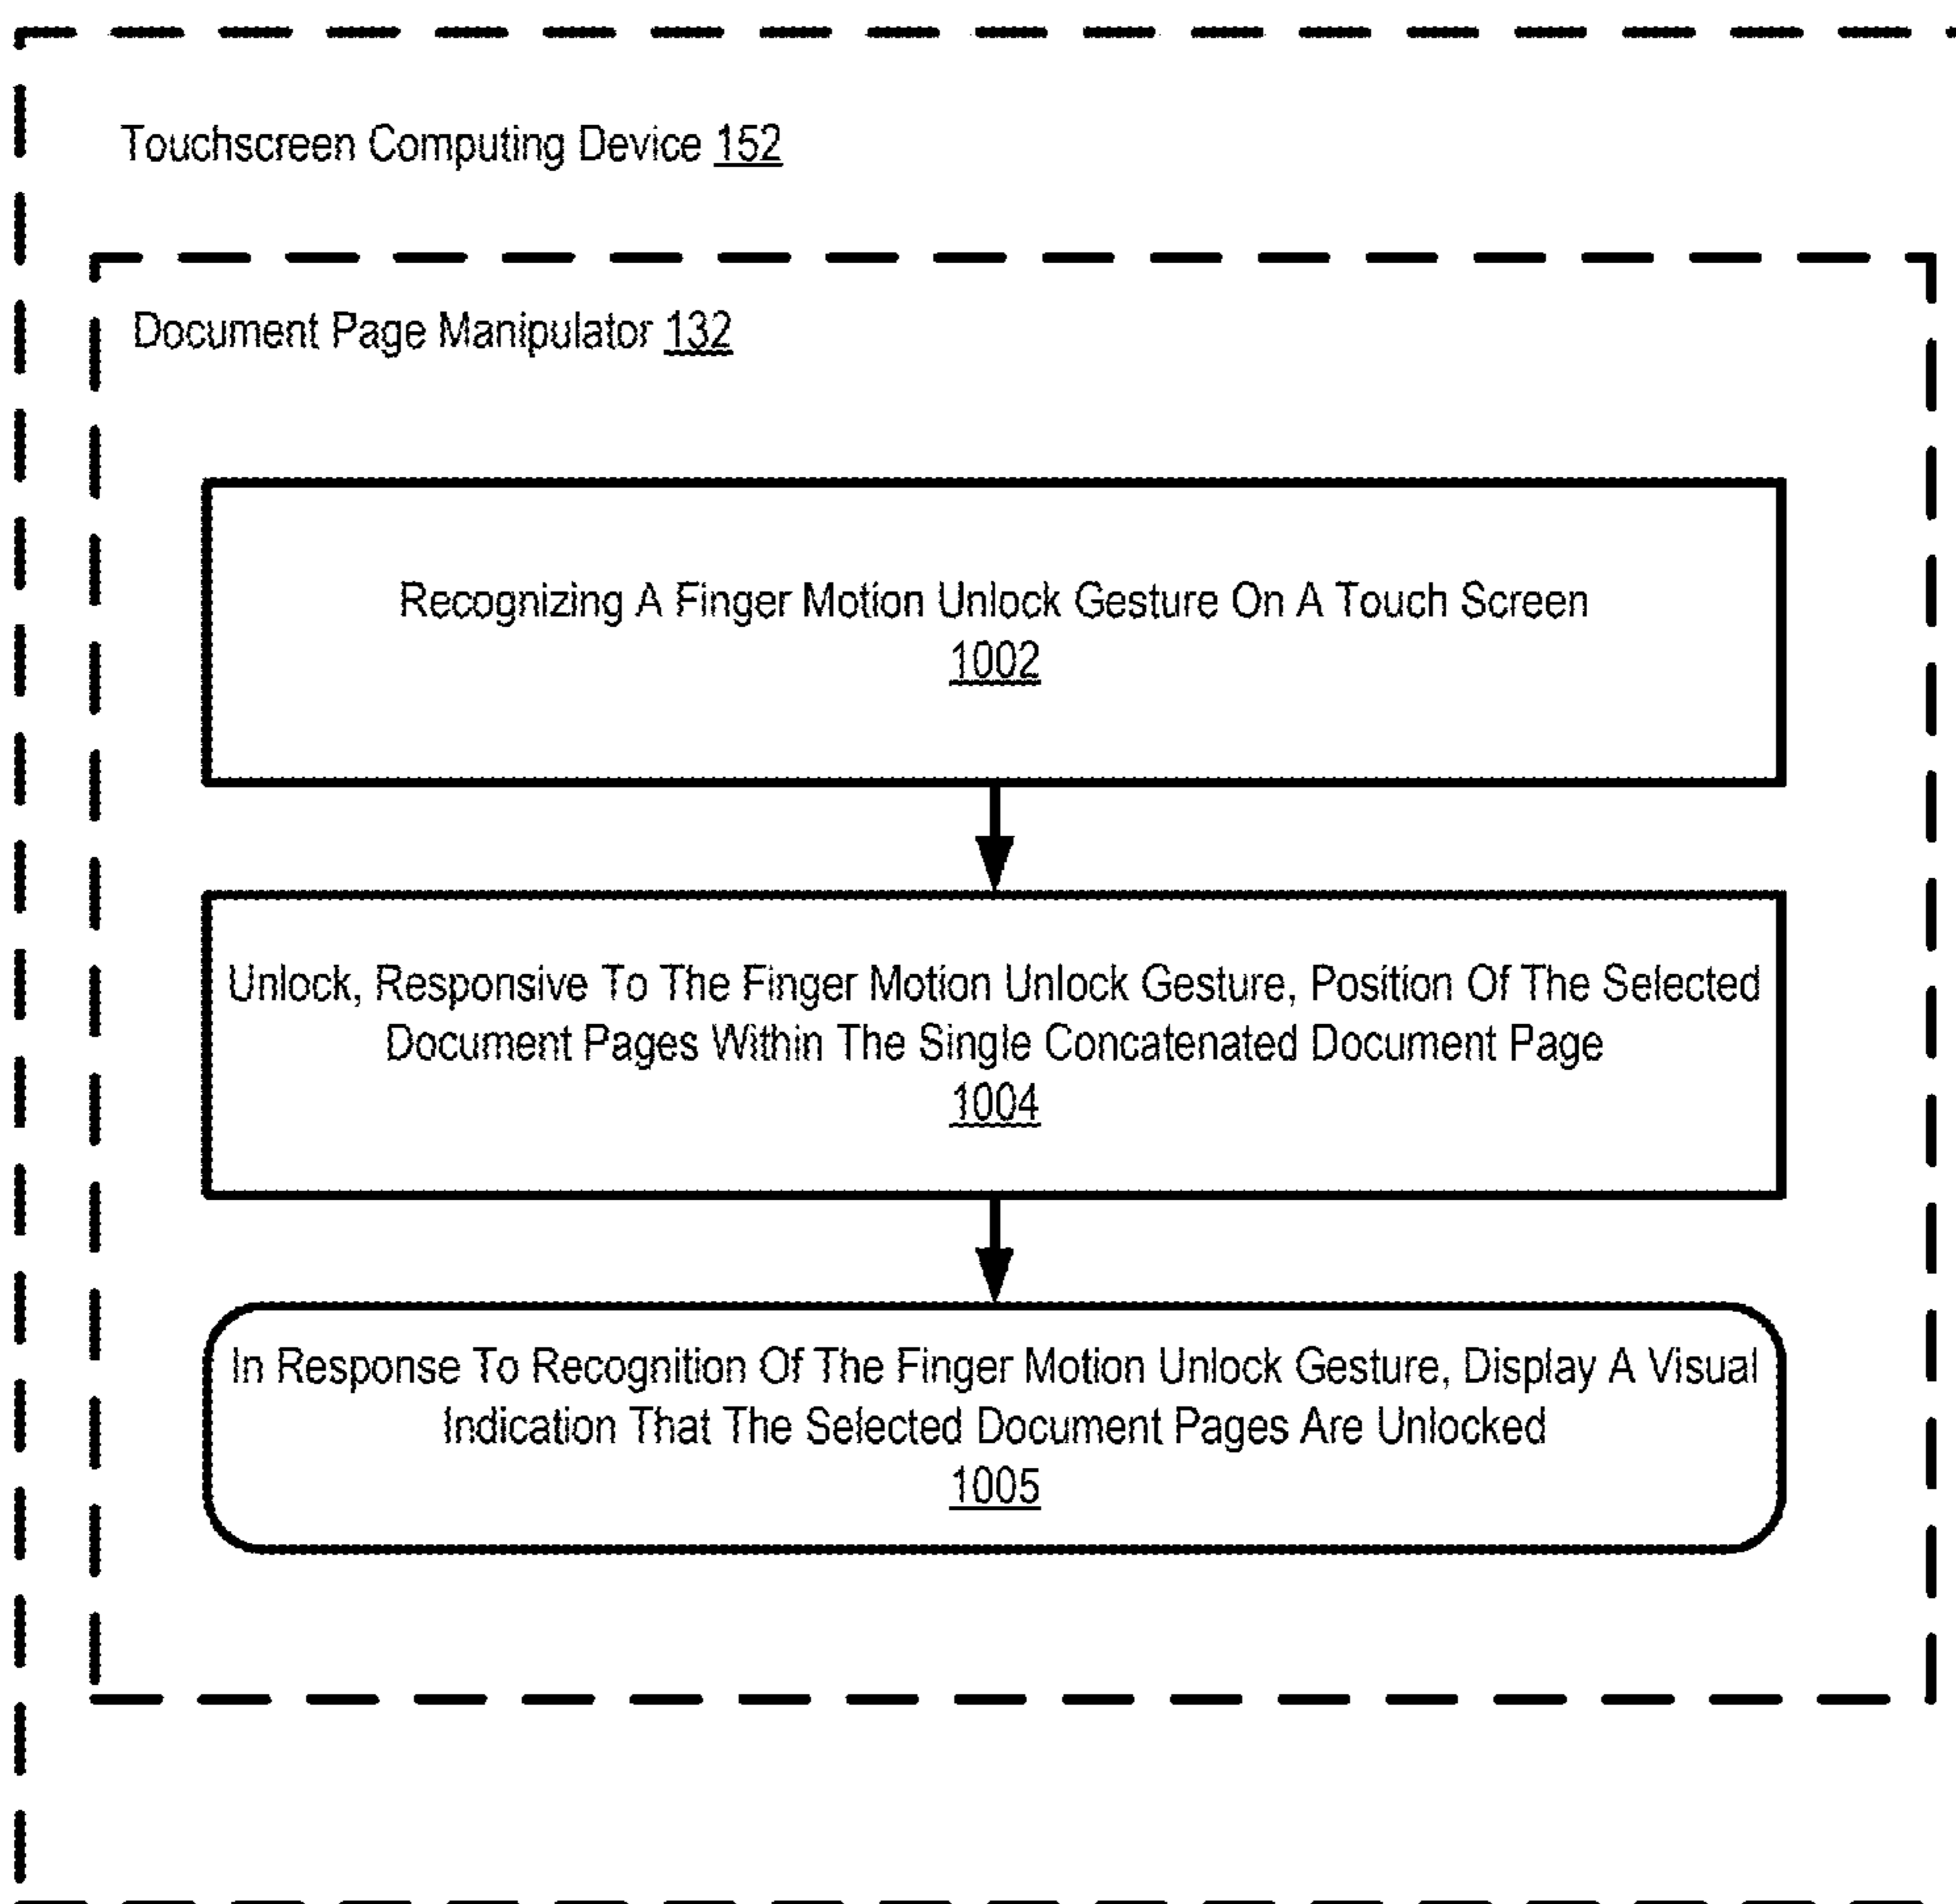 Touchscreen Computing Device 152
Document Page Manipulator 132
Recognizing A Finger Motion Unlock Gesture On A Touch Screen
1002
Unlock, Responsive To The Finger Motion Unlock Gesture, Position Of The Selected
Document Pages Within The Single Concatenated Document Page
1004
In Response To Recognition Of The Finger Motion Unlock Gesture, Display A Visual
Indication That The Selected Document Pages Are Unlocked
1005